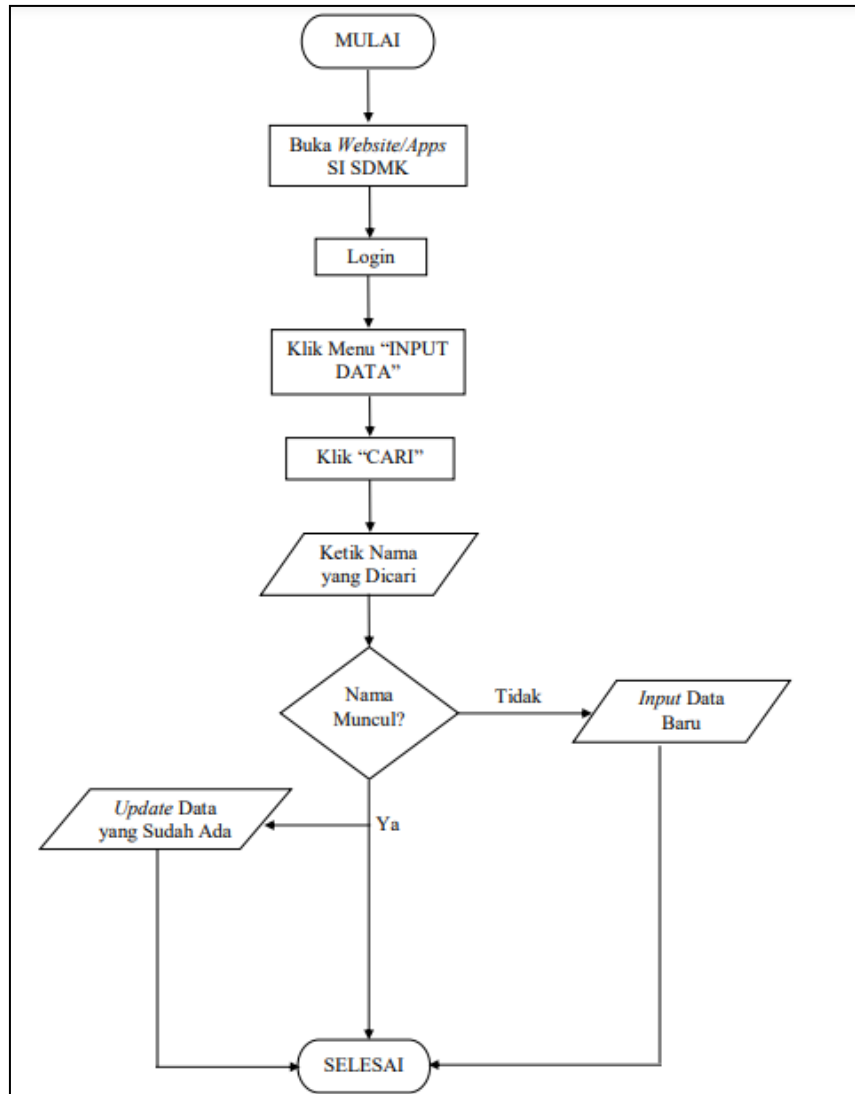 MULAI
Buka Website/Apps
SI SDMK
Login
Klik Menu “INPUT
DATA”
Klik “CARI”
Ketik Nama
yang Dicari
Nama
Muncul?
Tidak
Input Data
Baru
Update Data
yang Sudah Ada
Ya
SELESAI